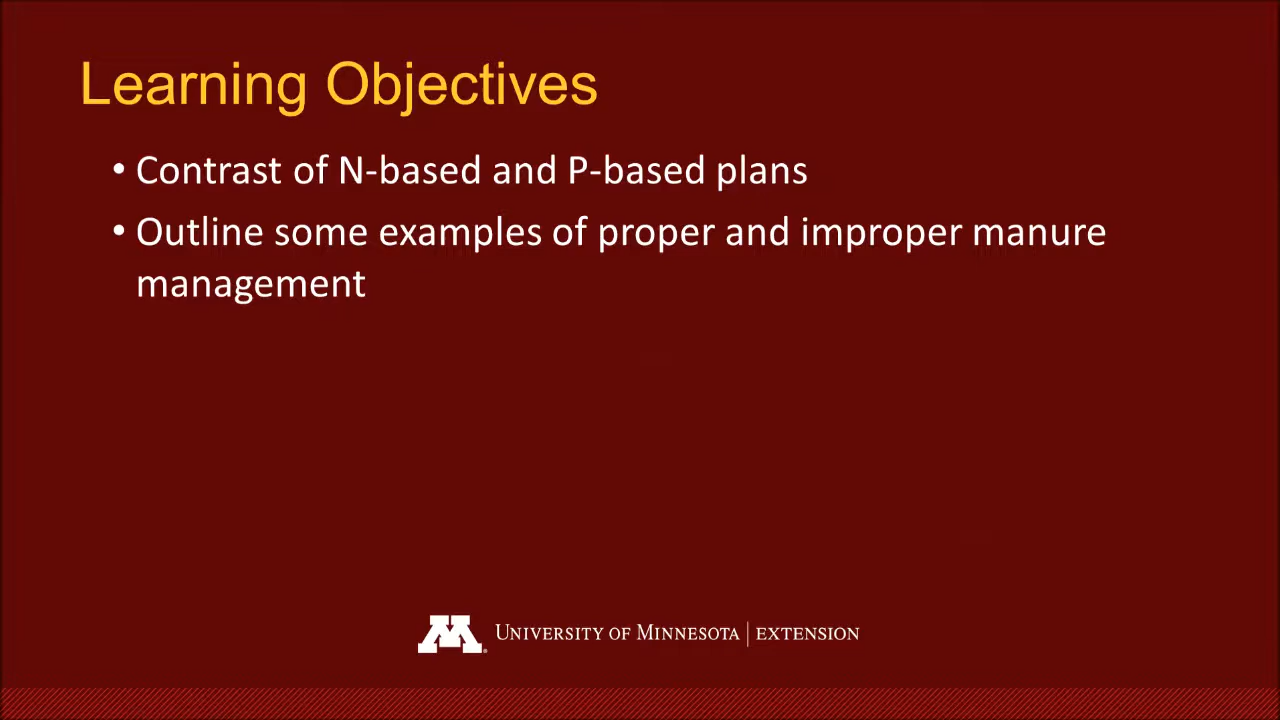 Learning Objectives
• Contrast of N-based and P-based plans
• Outline some examples of proper and improper manure
management
M
UNIVERSITY OF MINNESOTA | EXTENSION